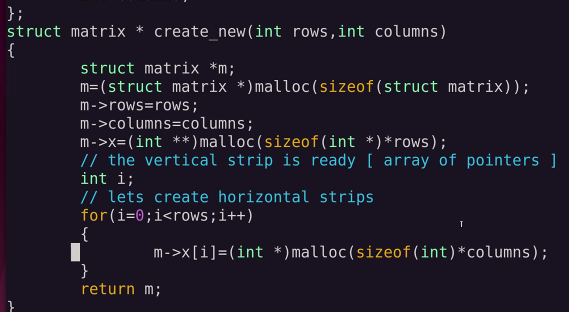 };
struct matrix * create_new(int rows,int columns)
{
struct matrix *m;
m=(struct matrix *)malloc(sizeof(struct matrix));
m->rows=rows;
m->columns=columns;
m->x=(int **)malloc(sizeof(int *)*rows);
// the vertical strip is ready [ array of pointers ]
int i;
// lets create horizontal strips
for(i=0;i<rows;i++)
{
m->x[i]=(int *)malloc(sizeof(int)*columns);
}
return m;
}